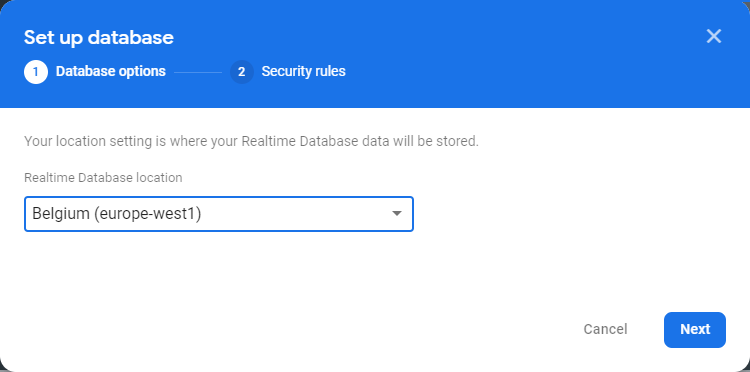 Set up database
1 Database options 2 Security rules
Your location setting is where your Realtime Database data will be stored.
Realtime Database location
Belgium (europe-west1)
Cancel Next